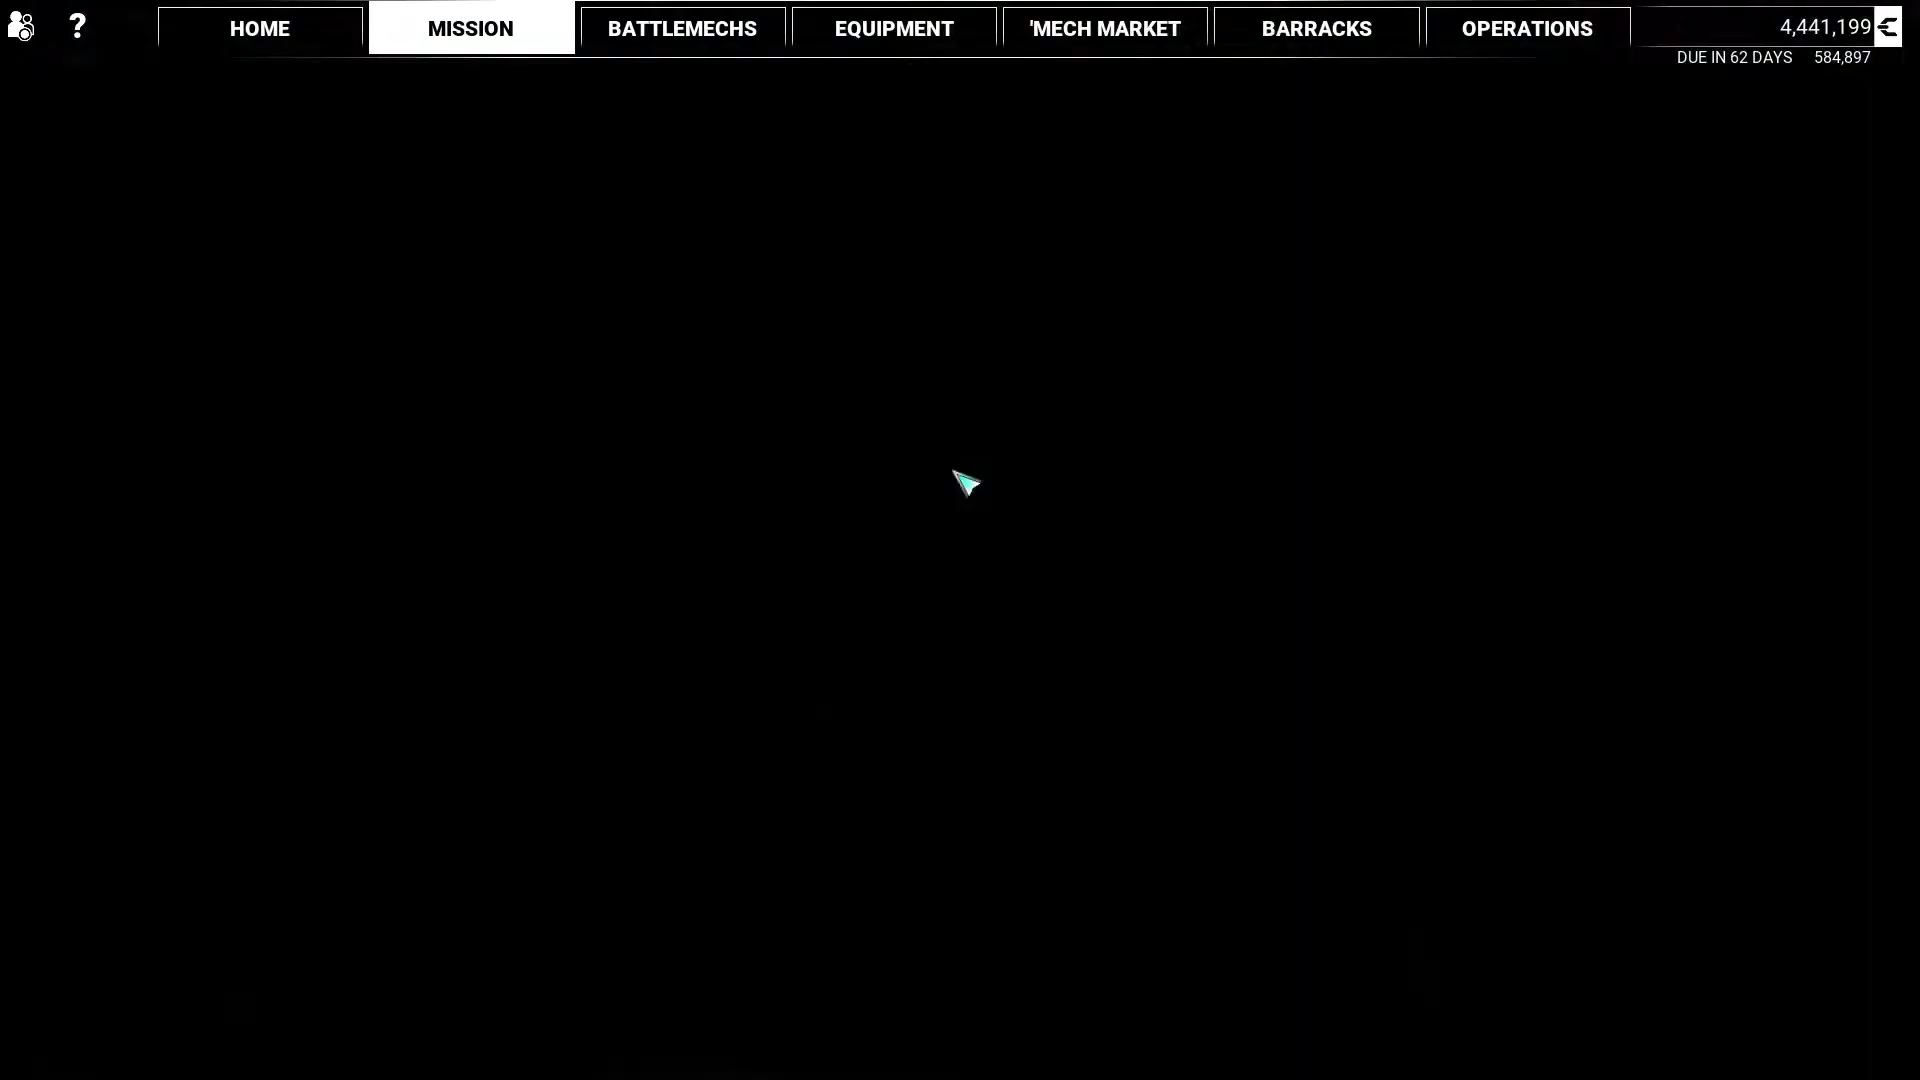 ? HOME MISSION BATTLEMECHS EQUIPMENT 'MECH MARKET BARRACKS OPERATIONS 4,441,199
DUE IN 62 DAYS 584,897